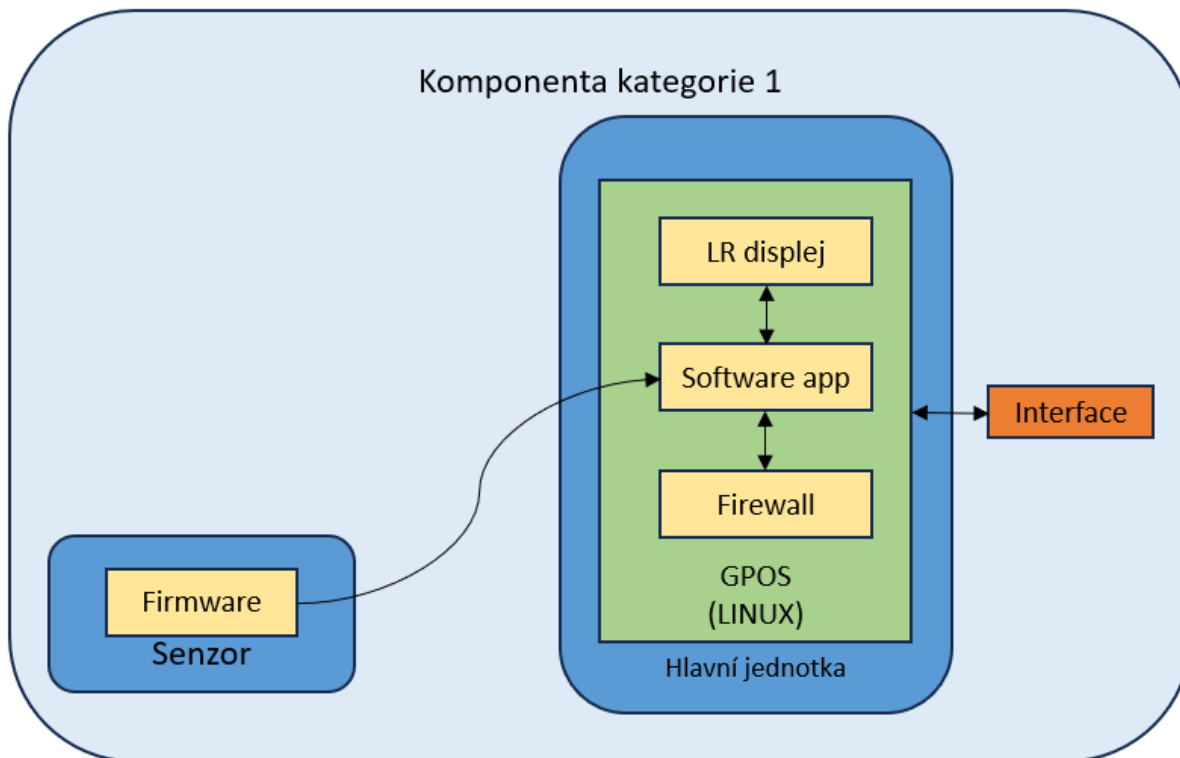 Komponenta kategorie 1
LR displej
Software app
Interface
Firewall
GPOS
(LINUX)
Hlavní jednotka
Firmware
Senzor